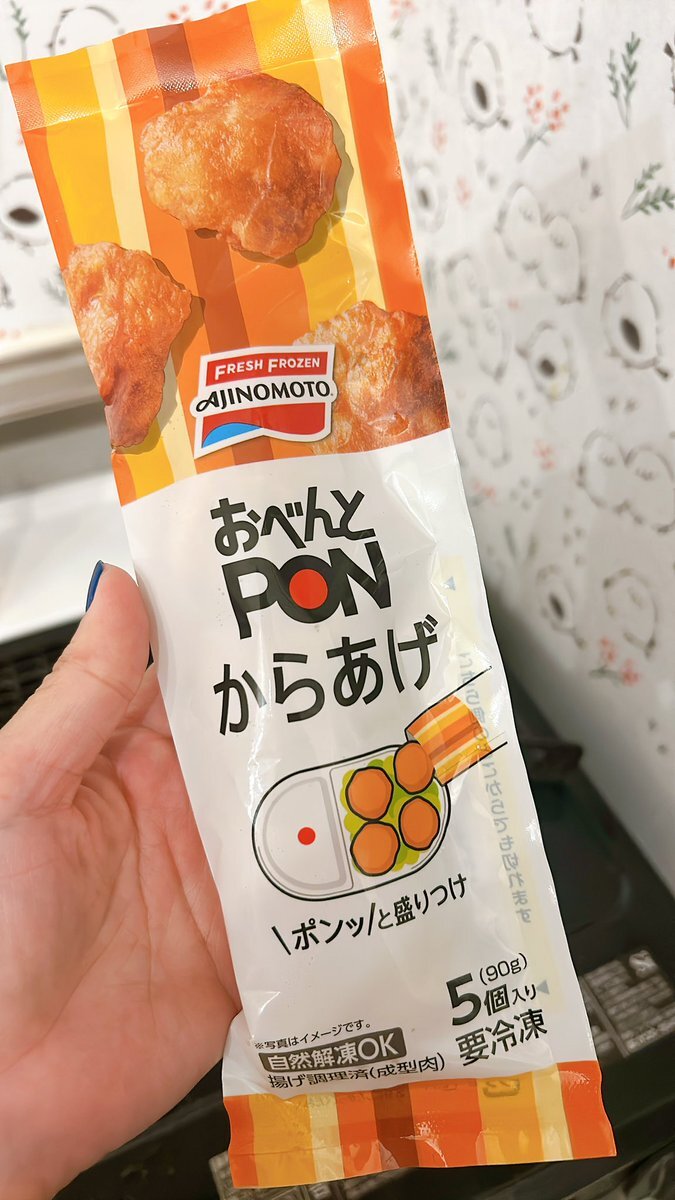 FRESH FROZEN
AJINOMOTO
おべんと
PON
からあげ
\ポンッ/と盛りつけ
(90g)
5個入り
要冷凍
※写真はイメージです。
自然解凍OK
揚げ調理済(成型肉)